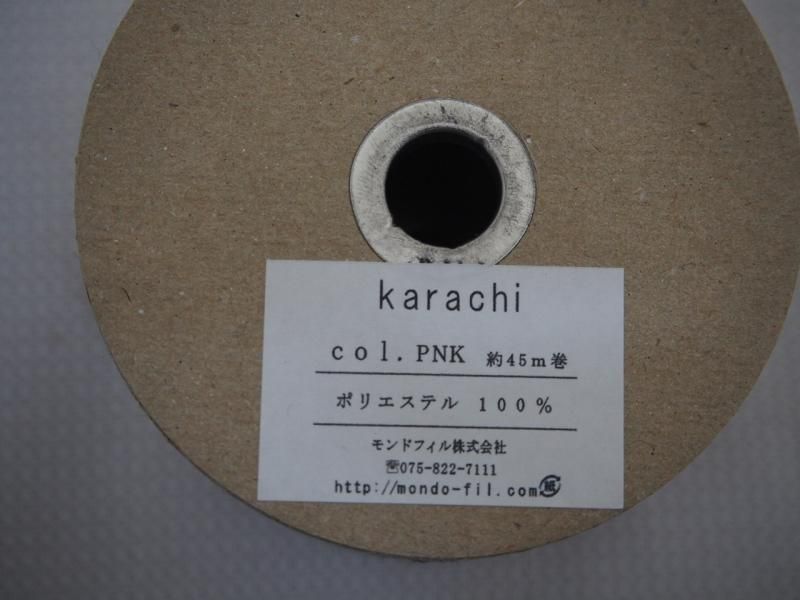 karachi
col.PNK 約45m巻
ポリエステル 100%
モンドフィル株式会社
☎075-822-7111
http://mondo-fil.com 紙